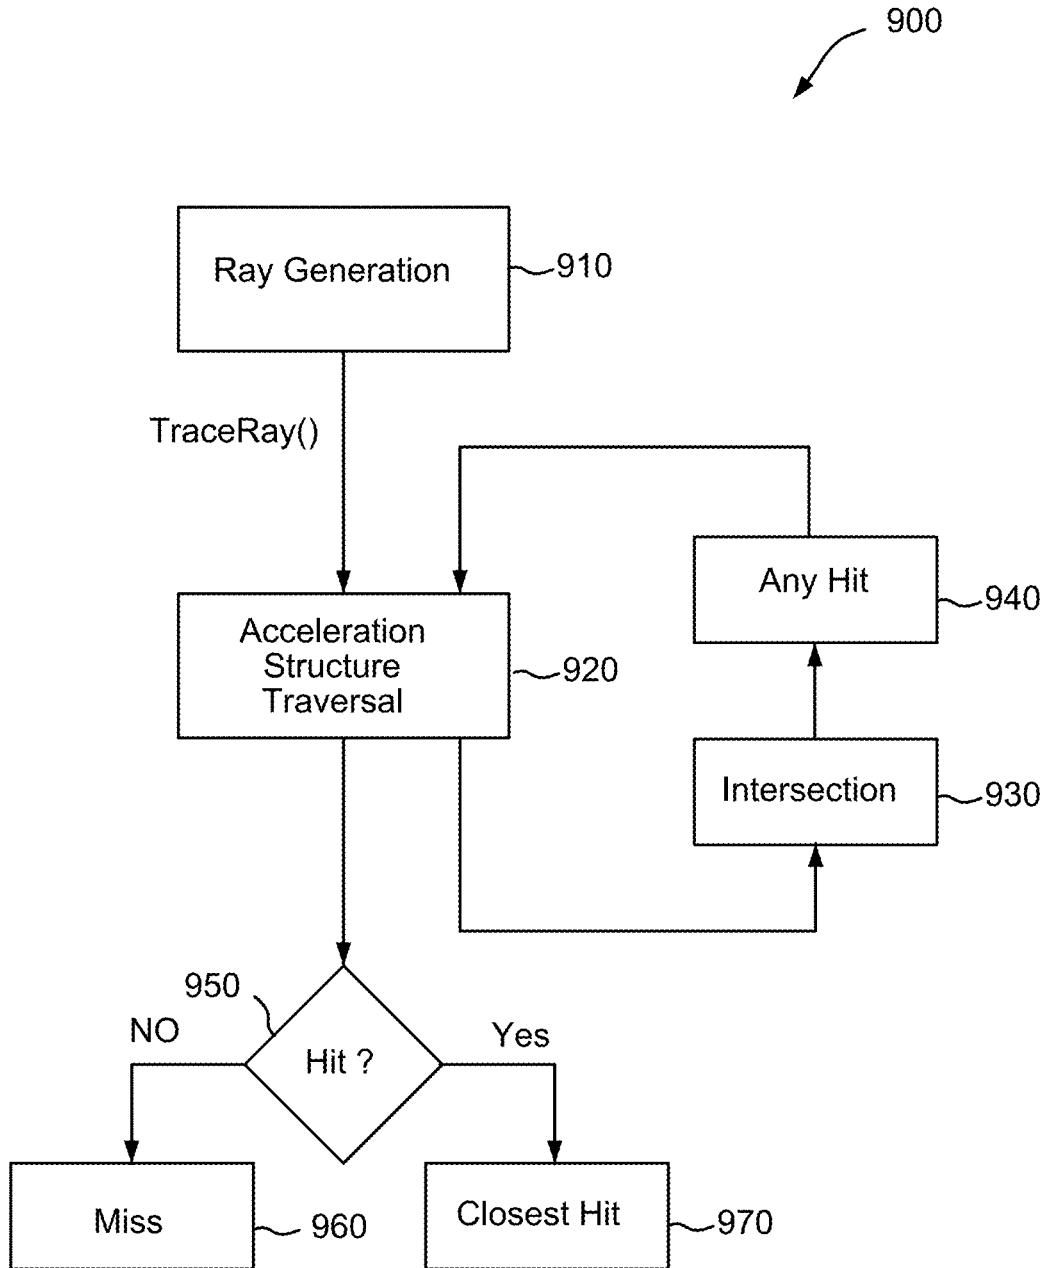 900
Ray Generation
910
TraceRay()
Any Hit
940
Acceleration
Structure
Traversal
920
Intersection
930
950
NO
Hit ?
Yes
Miss
960
Closest Hit
970